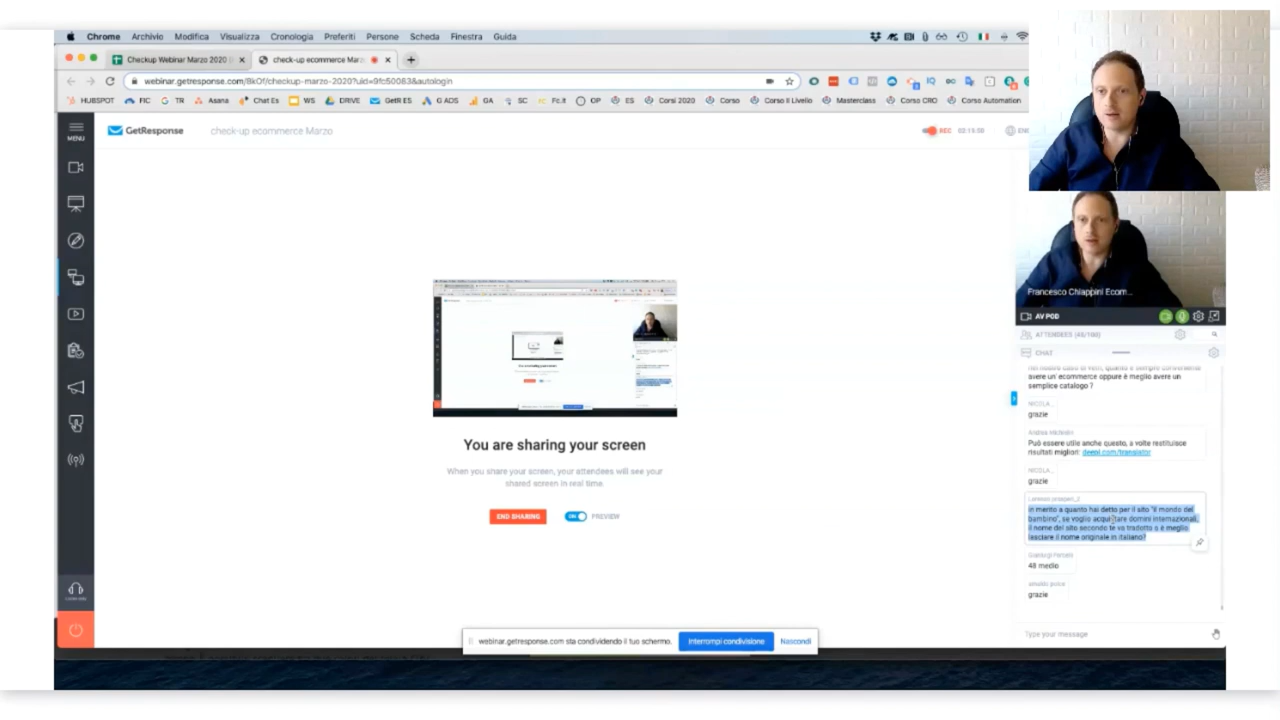 Chrome Archivio Modifica Visualizza Cronologia Preferiti Persone Scheda Finestra Guida
Checkup Webinar Marzo 2020
check-up ecommerce Marz
webinar.getresponse.com/8k0f/checkup-marzo-2020?uid=9fc50083&autologin
HUBSPOT FIC TR Asana Chat Es WS DRIVE GetR ES G ADS GA SC Fc.it OP ES Corsi 2020 Corso Corso II Livello Masterclass Corso CRO Corso Automation
MENU
GetResponse check-up ecommerce Marzo
REC
Francesco Chiappini Ecom...
AV POD
ATTENDEES (45/100)
CHAT
avere un' ecommerce oppure è meglio avere un
semplice catalogo ?
NICOLA ..
grazie
Andrea Michielin
Può essere utile anche questo, a volte restituisce
risultati migliori: deepl.com/translator
NICOLA ..
grazie
Lorenzo prosperi_2
in merito a quanto hai detto per il sito "il mondo del
bambino", se voglio acquistare domini internazionali,
il nome del sito secondo te va tradotto o è meglio
lasciare il nome originale in italiano?
48 medio
grazie
Type your message
You are sharing your screen
When you share your screen, your attendees will see your
shared screen in real time.
END SHARING ON PREVIEW
webinar.getresponse.com sta condividendo il tuo schermo. Interrompi condivisione Nascondi